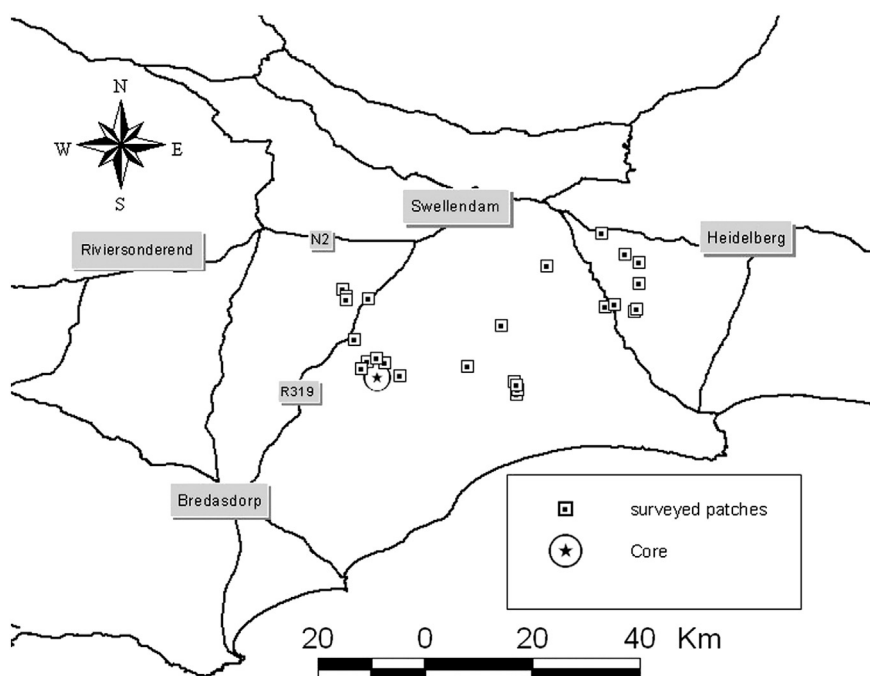 N
W E
S
Swellendam
N2
Riviersonderend
Heidelberg
R319
Bredasdorp
surveyed patches
Core
20 0 20 40 Km